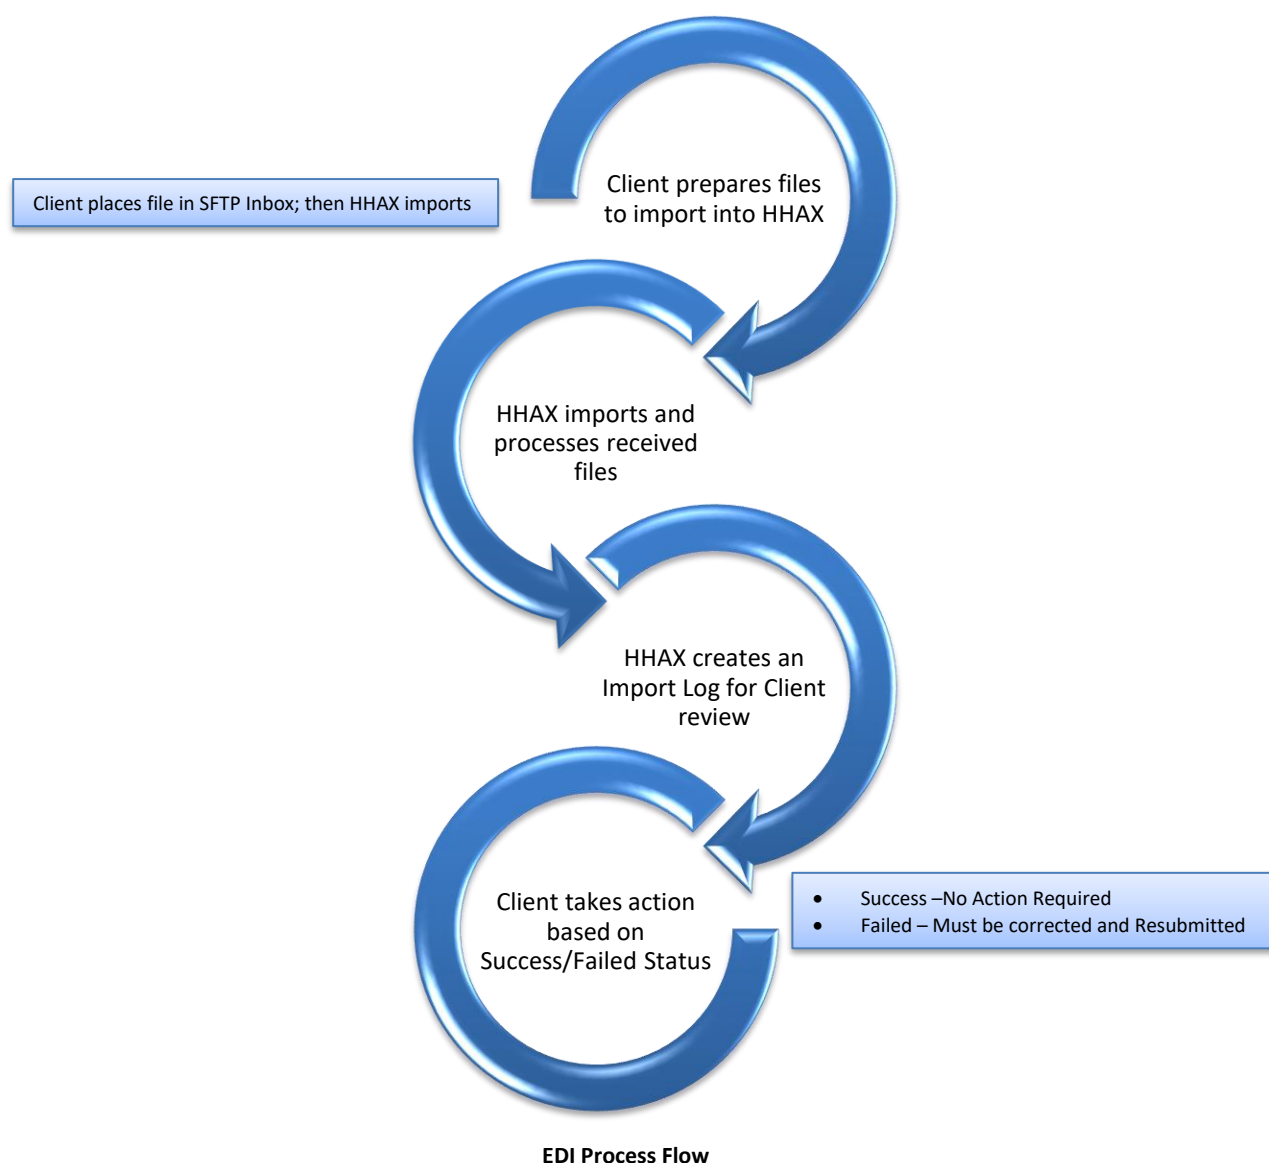 Client prepares files
to import into HHAX
Client places file in SFTP Inbox; then HHAX imports
HHAX imports and
processes received
files
HHAX creates an
Import Log for Client
review
Client takes action
based on
Success/Failed Status
• Success –No Action Required
• Failed – Must be corrected and Resubmitted
EDI Process Flow